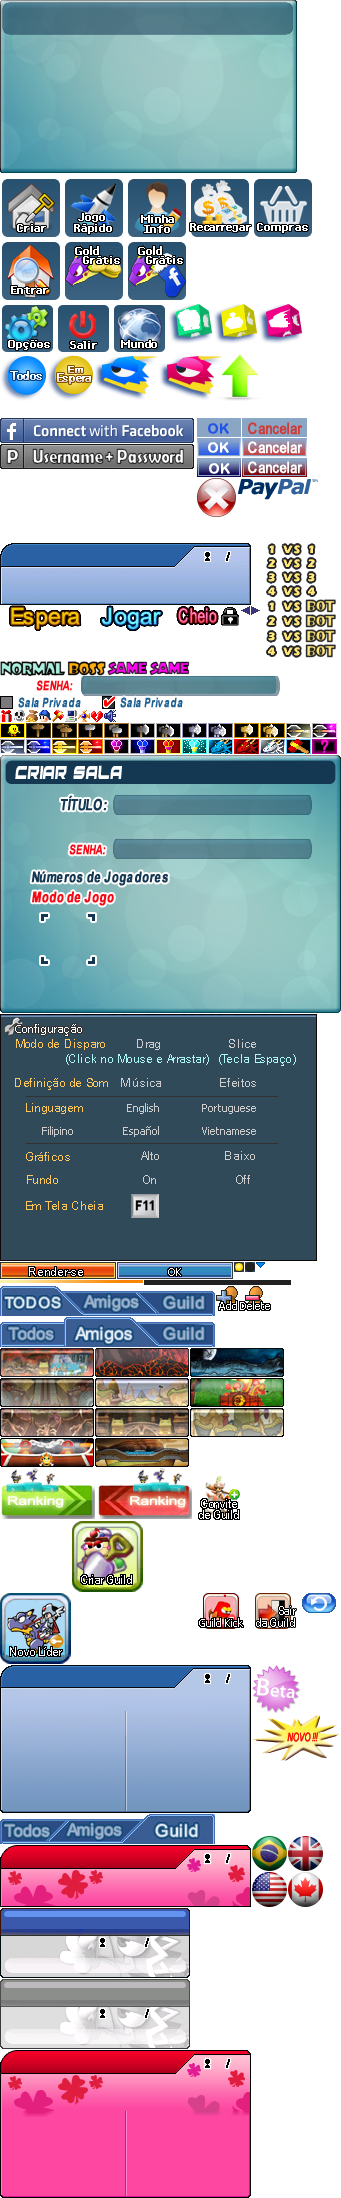 Criar
Jogo Rápido
Minha Info
Recarregar
Compras
Entrar
Gold Grátis
Gold Grátis
Opções
Salir
Mundo
Todos
Em Espera
Connect with Facebook
Username + Password
OK Cancelar
OK Cancelar
OK Cancelar
PayPal
/
1 VS 1
2 VS 2
3 VS 3
4 VS 4
1 VS BOT
2 VS BOT
3 VS BOT
4 VS BOT
Espera Jogar Cheio
NORMAL BOSS SAME SAME
SENHA:
Sala Privada Sala Privada
CRIAR SALA
TÍTULO:
SENHA:
Números de Jogadores
Modo de Jogo
Configuração
Modo de Disparo Drag Slice
(Click no Mouse e Arrastar) (Tecla Espaço)
Definição de Som Música Efeitos
Linguagem English Portuguese
Filipino Español Vietnamese
Gráficos Alto Baixo
Fundo On Off
Em Tela Cheia F11
Render-se OK
TODOS Amigos Guild
Add Delete
Todos Amigos Guild
Ranking Ranking
Convite de Guild
Criar Guild
Novo Líder
Guild Kick
Sair da Guild
/
Beta
NOVO!!!
Todos Amigos Guild
/
/
/
/